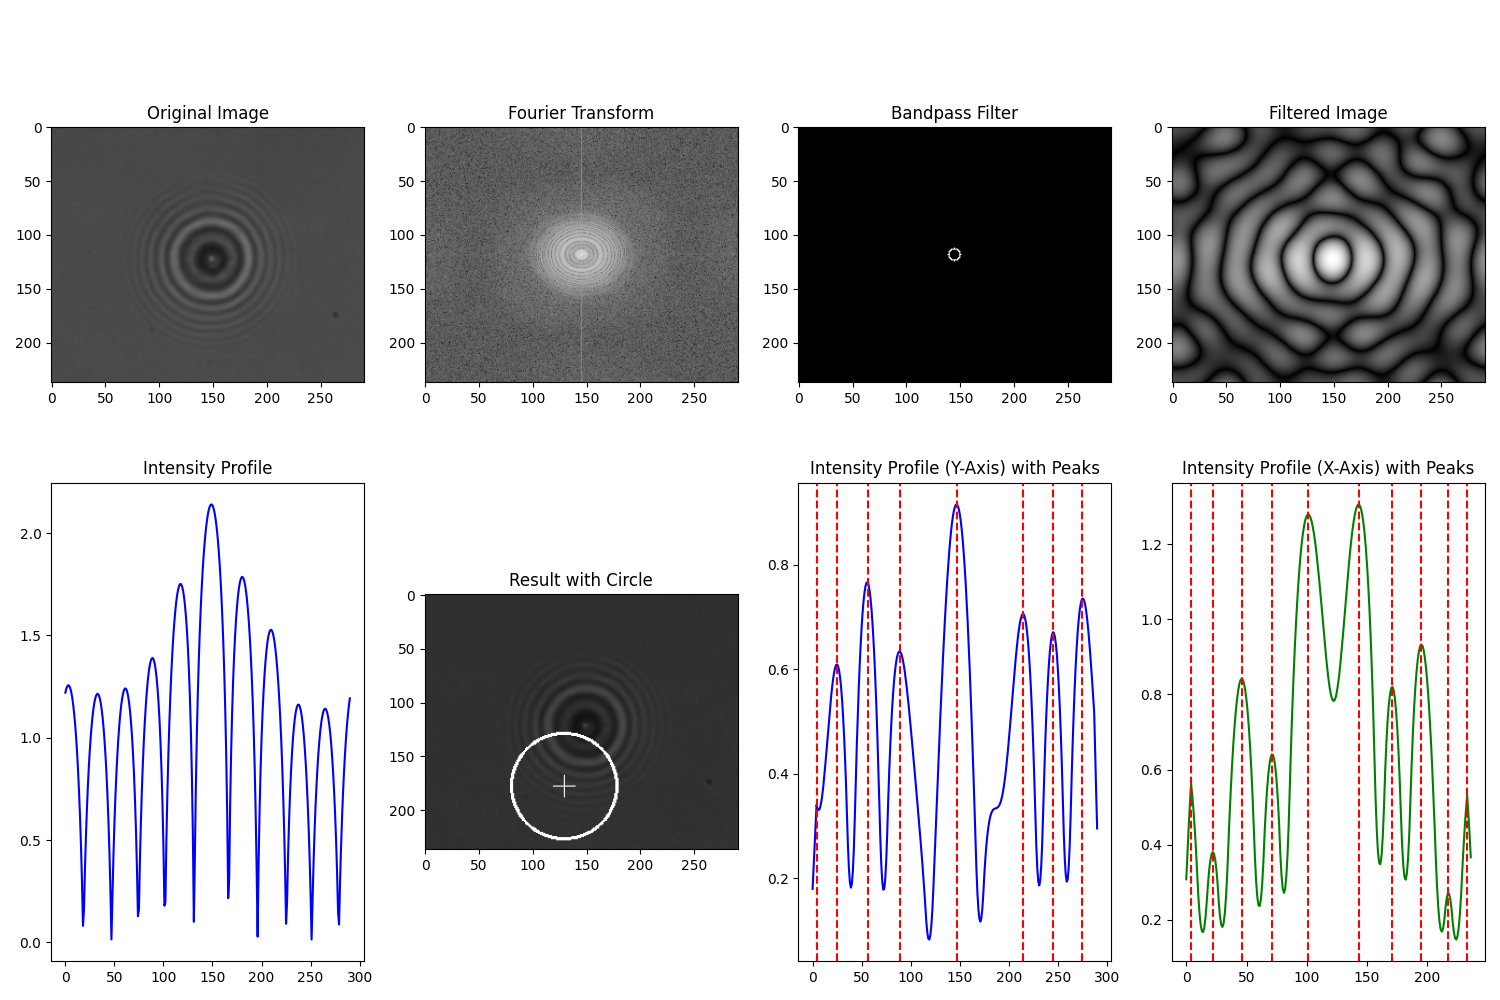 Original Image
Fourier Transform
Bandpass Filter
Filtered Image
0
50
100
150
200
0 50 100 150 200 250
0
50
100
150
200
0 50 100 150 200 250
0
50
100
150
200
0 50 100 150 200 250
0
50
100
150
200
0 50 100 150 200 250
Intensity Profile
2.0
1.5
1.0
0.5
0.0
0 50 100 150 200 250 300
Result with Circle
0
50
100
150
200
0 50 100 150 200 250
Intensity Profile (Y-Axis) with Peaks
0.8
0.6
0.4
0.2
0 50 100 150 200 250 300
Intensity Profile (X-Axis) with Peaks
1.2
1.0
0.8
0.6
0.4
0.2
0 50 100 150 200